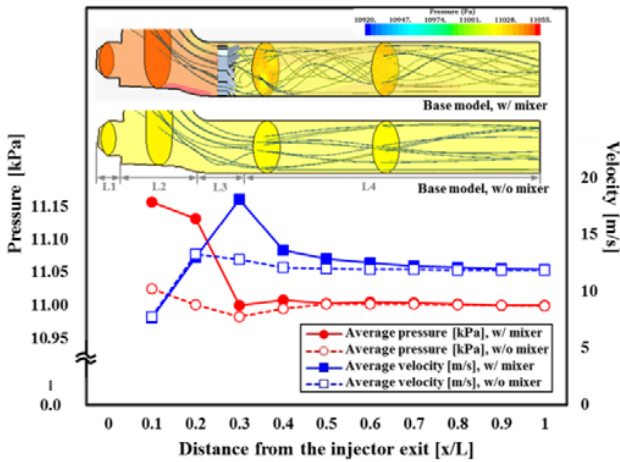 Pressure (Pa)
10920. 10947. 10974. 11001. 11028. 11055.
Base model, w/ mixer
L1 L2 L3 L4
Base model, w/o mixer
Pressure [kPa]
11.15
11.10
11.05
11.00
10.95
0.0
Velocity [m/s]
20
15
10
5
0
Average pressure [kPa], w/ mixer
Average pressure [kPa], w/o mixer
Average velocity [m/s], w/ mixer
Average velocity [m/s], w/o mixer
0 0.1 0.2 0.3 0.4 0.5 0.6 0.7 0.8 0.9 1
Distance from the injector exit [x/L]